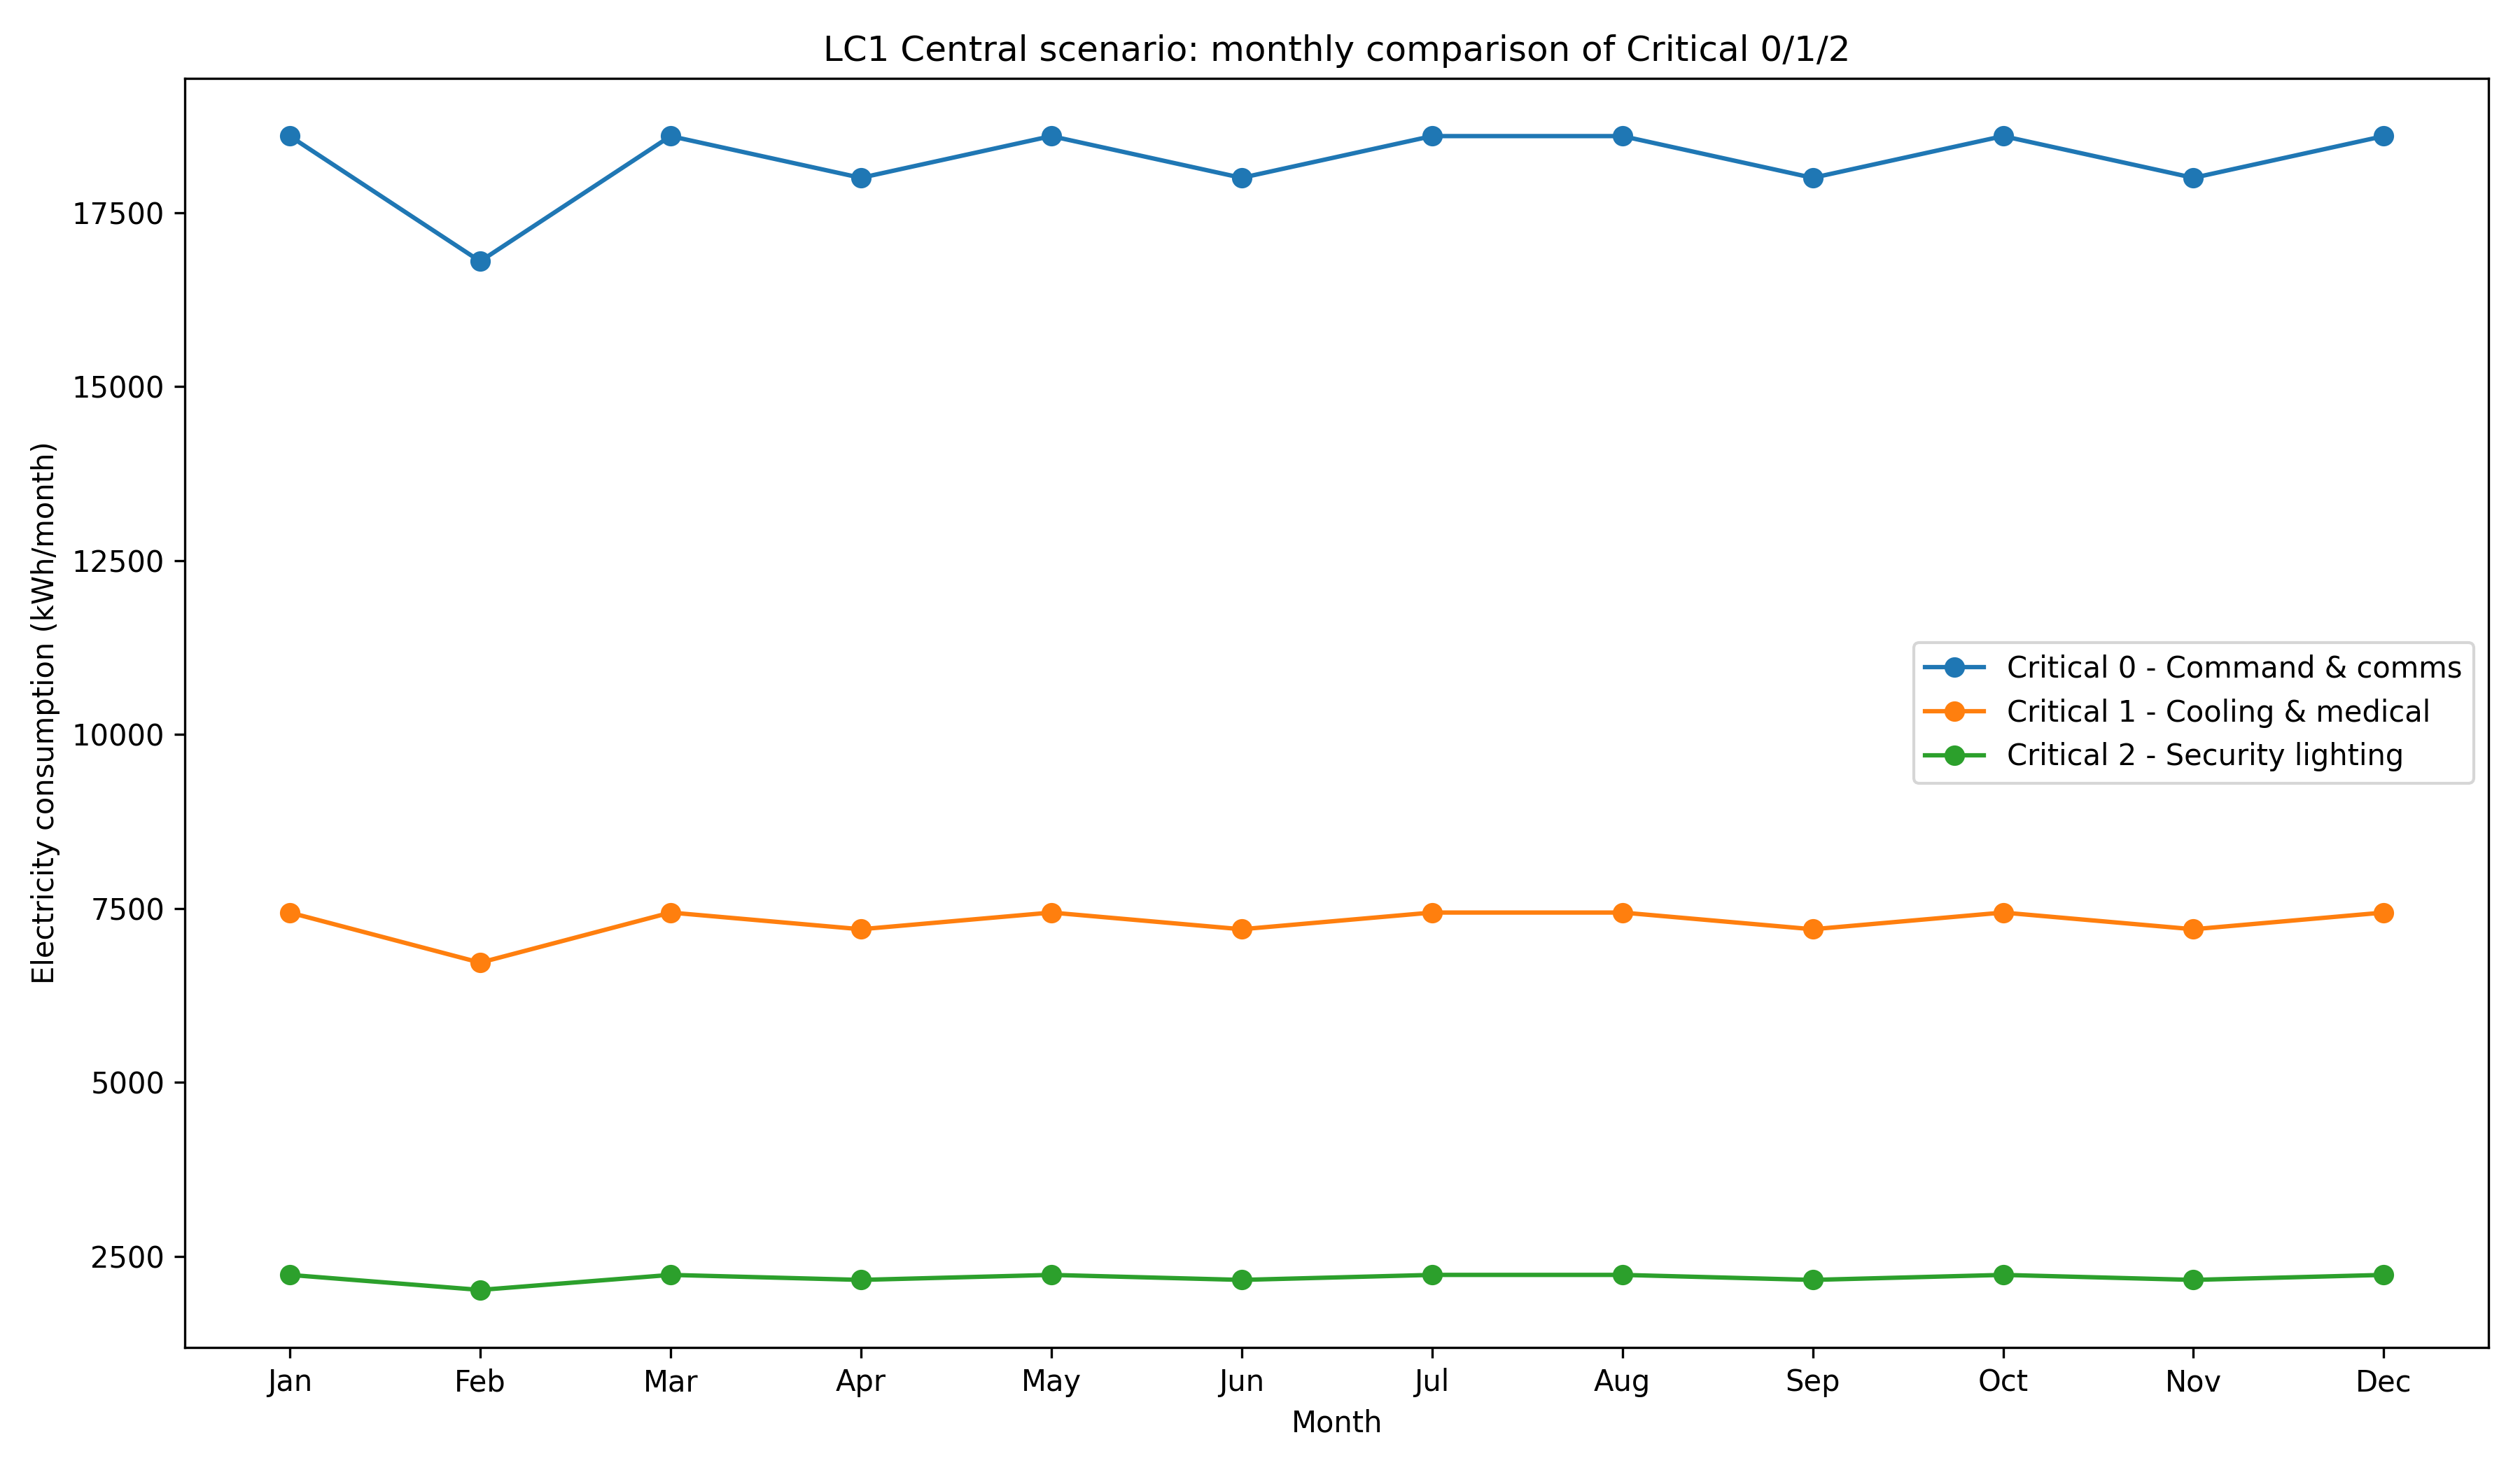 LC1 Central scenario: monthly comparison of Critical 0/1/2
Electricity consumption (kWh/month)
17500
15000
12500
10000
7500
5000
2500
Critical 0 - Command & comms
Critical 1 - Cooling & medical
Critical 2 - Security lighting
Jan Feb Mar Apr May Jun Jul Aug Sep Oct Nov Dec
Month